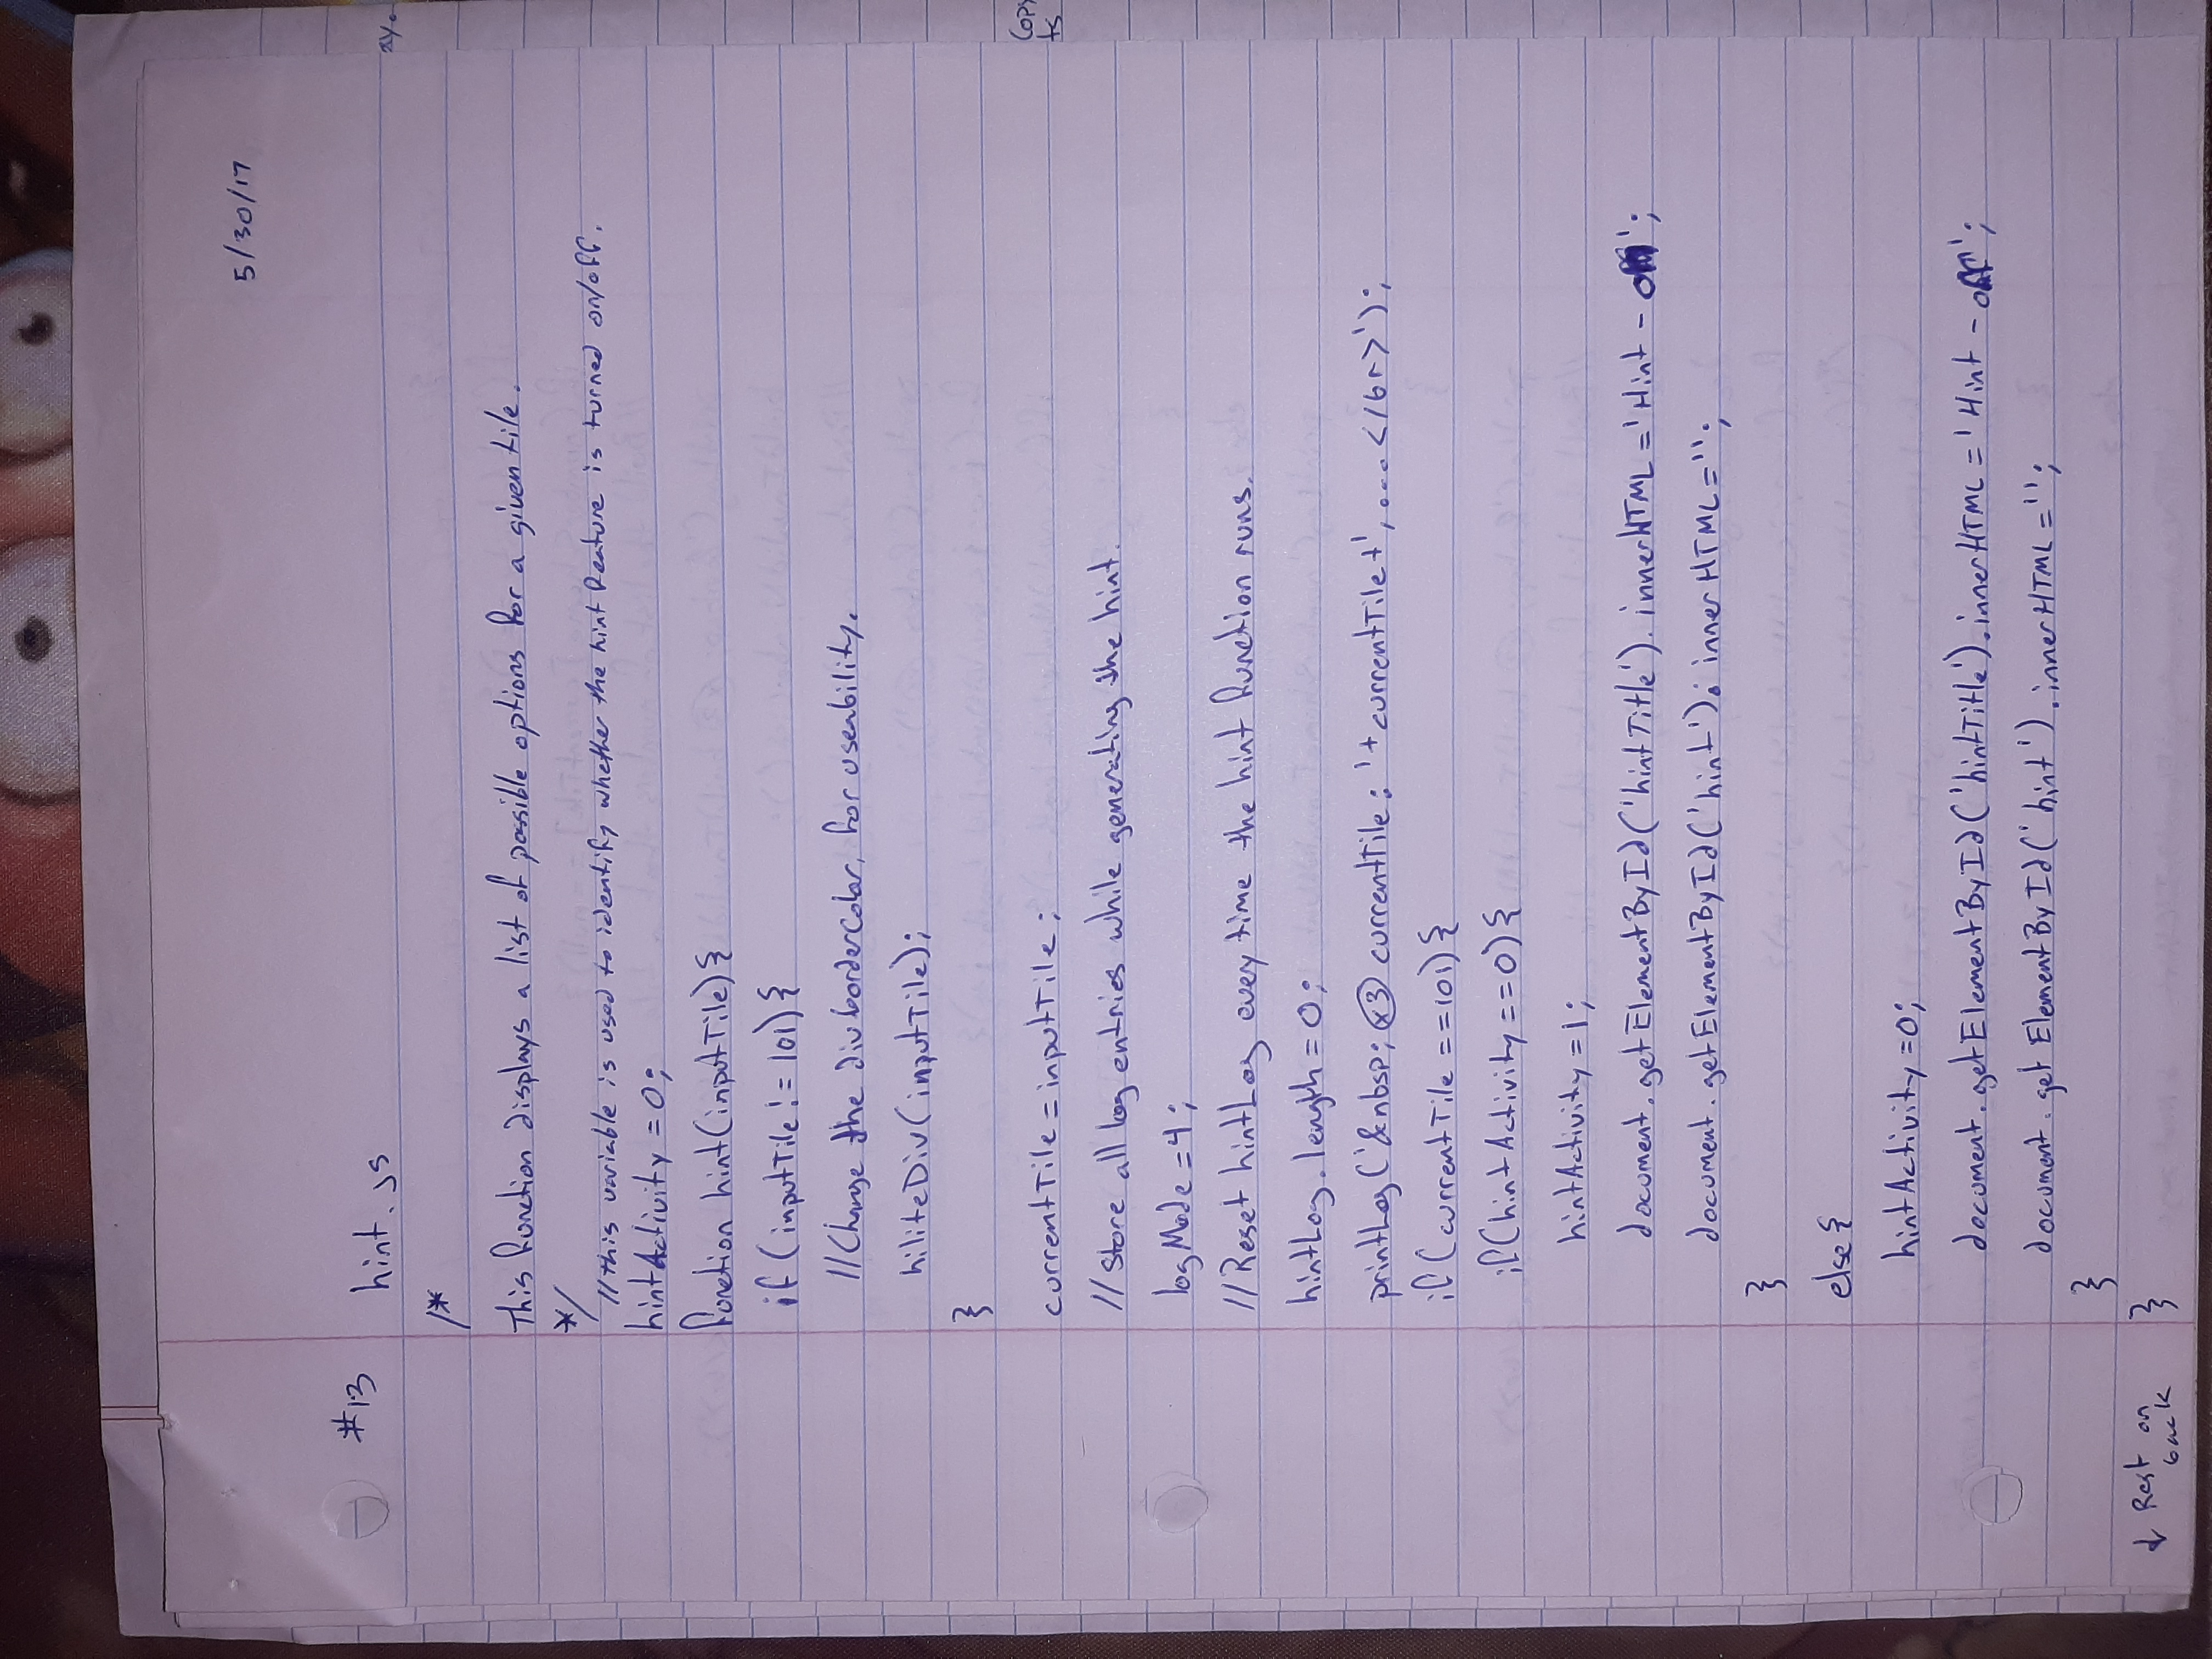 5/30/17
#13
hint.js
/*
This function displays a list of possible options for a given tile.
*/
//this variable is used to identify whether the hint feature is turned on/off.
hintActivity = 0;
function hint(inputTile){
if (inputTile != 101){
//Change the div bordercolor, for useability.
hiliteDiv(inputTile);
}
currentTile = inputTile;
// Store all log entries while generating the hint.
logMode = 4;
// Reset hintLog every time the hint function runs.
hintLog.length = 0;
printLog('&nbsp; x3 currentTile: '+currentTile+',...</br>');
if (currentTile == 101){
if(hintActivity == 0){
hintActivity = 1;
document.getElementById('hintTitle').innerHTML = 'Hint - ';
document.getElementById('hint').innerHTML = '';
}
else{
hintActivity = 0;
document.getElementById('hintTitle').innerHTML = 'Hint - off';
document.getElementById('hint').innerHTML = '';
}
}
↓ Rest on
back
Copy
ts